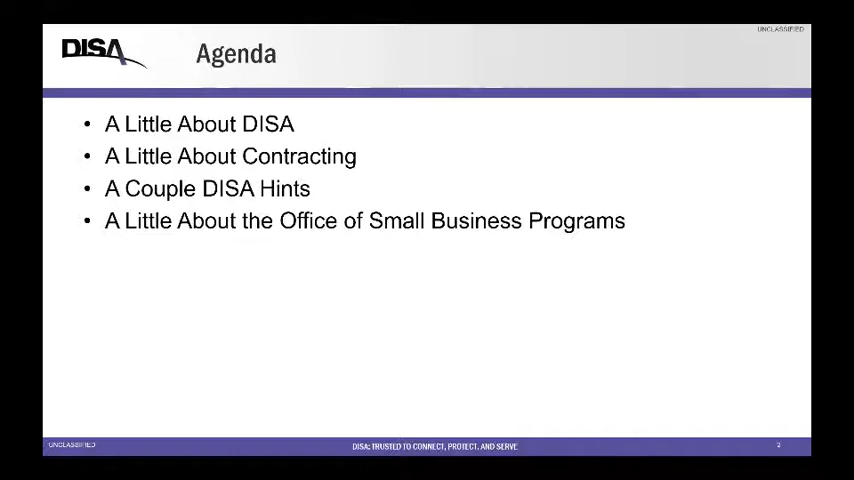 UNCLASSIFIED
DISA
Agenda
• A Little About DISA
• A Little About Contracting
• A Couple DISA Hints
• A Little About the Office of Small Business Programs
UNCLASSIFIED
DISA: TRUSTED TO CONNECT, PROTECT, AND SERVE
2